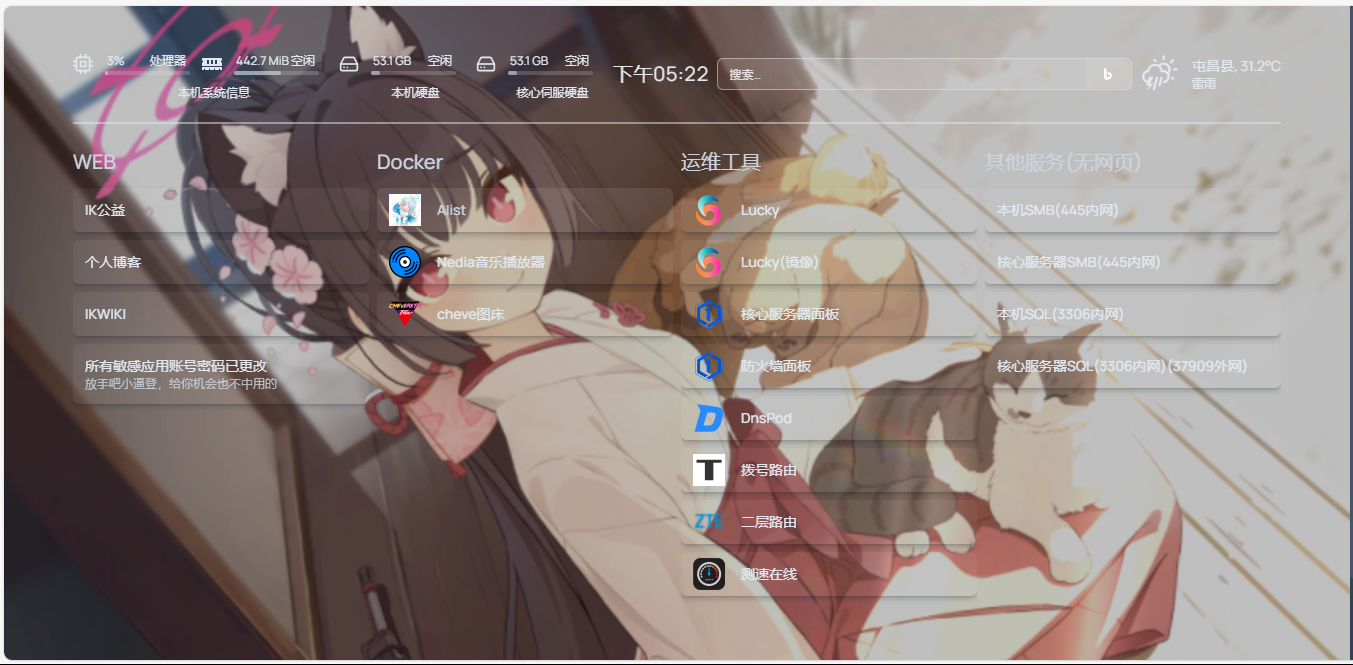 3% 处理器
442.7 MiB 空闲
本机系统信息
53.1 GB 空闲
本机硬盘
53.1 GB 空闲
核心伺服硬盘
下午05:22
搜索...
屯昌县, 31.2°C
雷雨
WEB
IK公益
个人博客
IKWIKI
所有敏感应用账号密码已更改
放手吧小逼登，给你机会也不中用的
Docker
Alist
Nedia音乐播放器
cheve图床
运维工具
Lucky
Lucky(镜像)
核心服务器面板
防火墙面板
DnsPod
拨号路由
ZTE 二层路由
测速在线
其他服务(无网页)
本机SMB(445内网)
核心服务器SMB(445内网)
本机SQL(3306内网)
核心服务器SQL(3306内网)(37909外网)